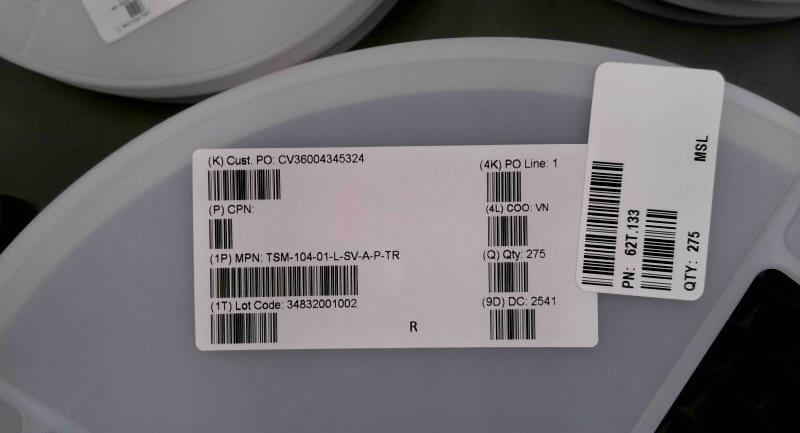 (K) Cust. PO: CV36004345324
(4K) PO Line: 1
(P) CPN:
(4L) COO: VN
(1P) MPN: TSM-104-01-L-SV-A-P-TR
(Q) Qty: 275
(1T) Lot Code: 34832001002
(9D) DC: 2541
R
MSL
PN: 62T.133
QTY: 275